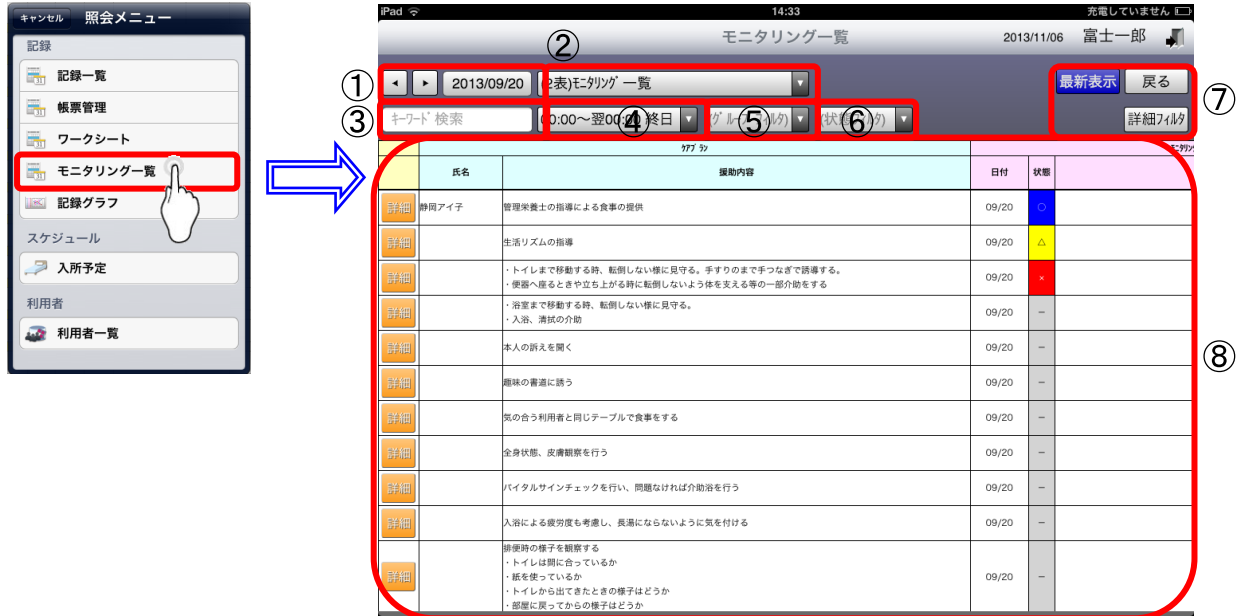 キャンセル 照会メニュー
記録
記録一覧
帳票管理
ワークシート
モニタリング一覧
記録グラフ
スケジュール
入所予定
利用者
利用者一覧
iPad 14:33 充電していません
モニタリング一覧 2013/11/06 富士一郎
① ◂ ▸ 2013/09/20 ② (2表)ﾓﾆﾀﾘﾝｸﾞ一覧 最新表示 戻る ⑦
③ ｷｰﾜｰﾄﾞ検索 ④ 00:00～翌00:00 終日 ⑤ ⑥ 詳細ﾌｨﾙﾀ
ｹｱﾌﾟﾗﾝ
氏名 援助内容 日付 状態
詳細 静岡アイ子 管理栄養士の指導による食事の提供 09/20 ○
詳細 生活リズムの指導 09/20 △
詳細 ・トイレまで移動する時、転倒しない様に見守る。手すりのまで手つなぎで誘導する。
・便器へ座るときや立ち上がる時に転倒しないよう体を支える等の一部介助をする 09/20 ×
詳細 ・浴室まで移動する時、転倒しない様に見守る。
・入浴、清拭の介助 09/20 －
詳細 本人の訴えを聞く 09/20 －
⑧
詳細 趣味の書道に誘う 09/20 －
詳細 気の合う利用者と同じテーブルで食事をする 09/20 －
詳細 全身状態、皮膚観察を行う 09/20 －
詳細 バイタルサインチェックを行い、問題なければ介助浴を行う 09/20 －
詳細 入浴による疲労度も考慮し、長湯にならないように気を付ける 09/20 －
詳細 排便時の様子を観察する
・トイレは間に合っているか
・紙を使っているか 09/20 －
・トイレから出てきたときの様子はどうか
・部屋に戻ってからの様子はどうか